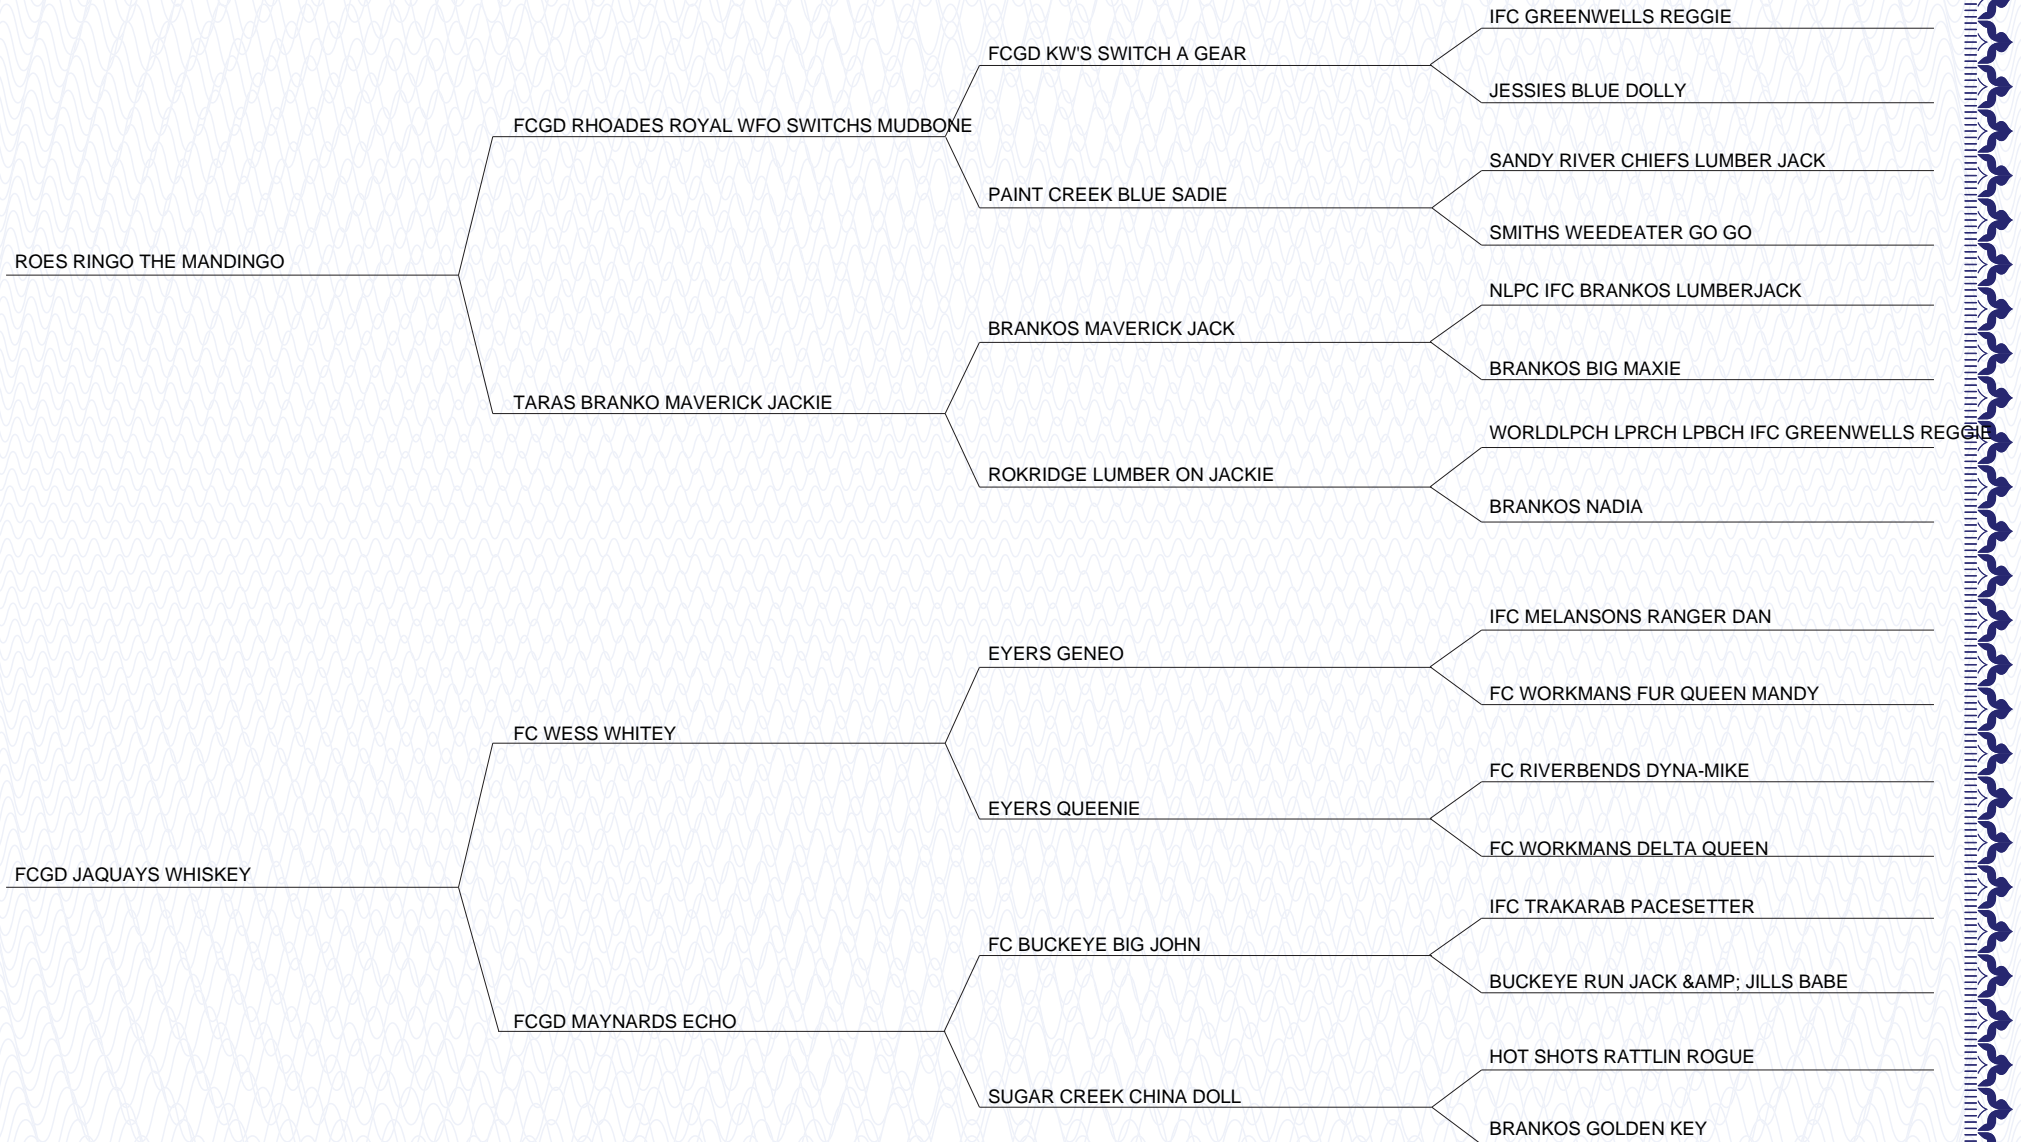 IFC GREENWELLS REGGIE
FCGD KW'S SWITCH A GEAR
JESSIES BLUE DOLLY
FCGD RHOADES ROYAL WFO SWITCHS MUDBONE
SANDY RIVER CHIEFS LUMBER JACK
PAINT CREEK BLUE SADIE
SMITHS WEEDEATER GO GO
ROES RINGO THE MANDINGO
NLPC IFC BRANKOS LUMBERJACK
BRANKOS MAVERICK JACK
BRANKOS BIG MAXIE
TARAS BRANKO MAVERICK JACKIE
WORLDLPCH LPRCH LPBCH IFC GREENWELLS REGGIE
ROKRIDGE LUMBER ON JACKIE
BRANKOS NADIA
IFC MELANSONS RANGER DAN
EYERS GENEO
FC WORKMANS FUR QUEEN MANDY
FC WESS WHITEY
FC RIVERBENDS DYNA-MIKE
EYERS QUEENIE
FC WORKMANS DELTA QUEEN
FCGD JAQUAYS WHISKEY
IFC TRAKARAB PACESETTER
FC BUCKEYE BIG JOHN
BUCKEYE RUN JACK &AMP; JILLS BABE
FCGD MAYNARDS ECHO
HOT SHOTS RATTLIN ROGUE
SUGAR CREEK CHINA DOLL
BRANKOS GOLDEN KEY